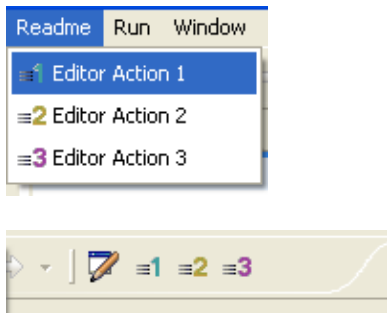 Readme Run Window
1 Editor Action 1
2 Editor Action 2
3 Editor Action 3
1 2 3